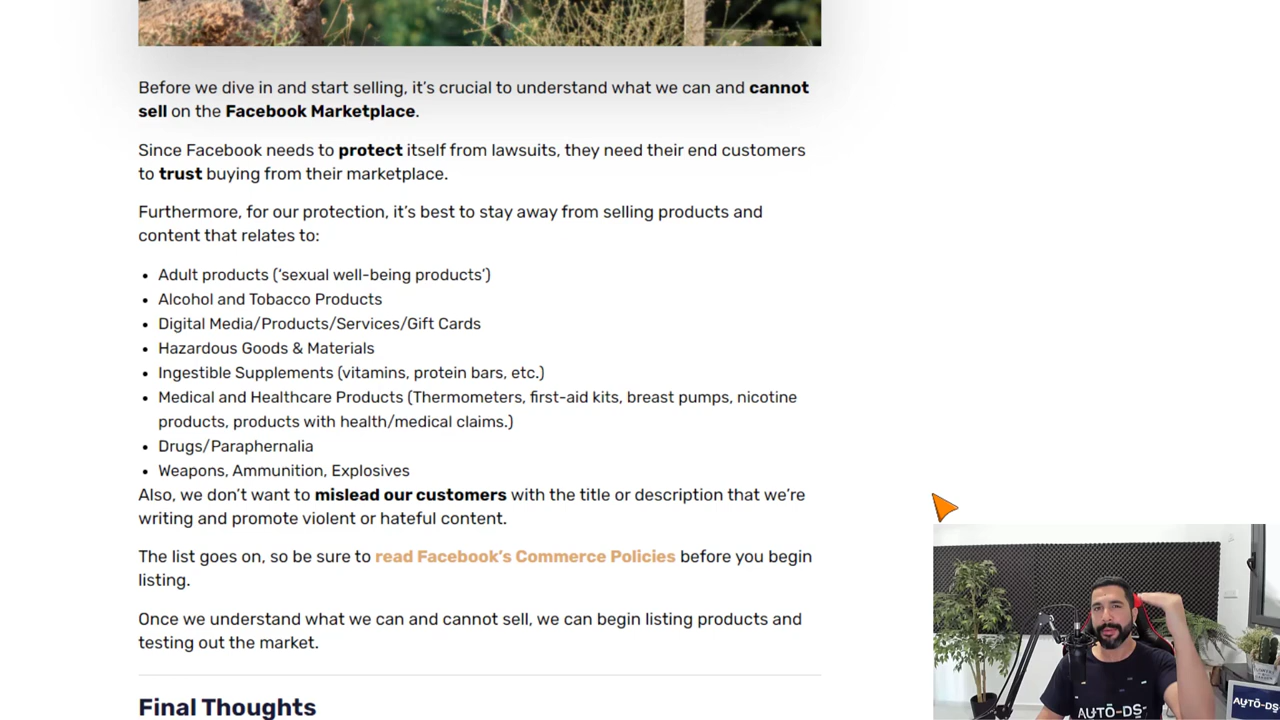 Before we dive in and start selling, it's crucial to understand what we can and cannot
sell on the Facebook Marketplace.
Since Facebook needs to protect itself from lawsuits, they need their end customers
to trust buying from their marketplace.
Furthermore, for our protection, it's best to stay away from selling products and
content that relates to:
• Adult products (‘sexual well-being products’)
• Alcohol and Tobacco Products
• Digital Media/Products/Services/Gift Cards
• Hazardous Goods & Materials
• Ingestible Supplements (vitamins, protein bars, etc.)
• Medical and Healthcare Products (Thermometers, first-aid kits, breast pumps, nicotine
products, products with health/medical claims.)
• Drugs/Paraphernalia
• Weapons, Ammunition, Explosives
Also, we don't want to mislead our customers with the title or description that we're
writing and promote violent or hateful content.
The list goes on, so be sure to read Facebook's Commerce Policies before you begin
listing.
Once we understand what we can and cannot sell, we can begin listing products and
testing out the market.
Final Thoughts
AUTO-DS
AUTO-DS